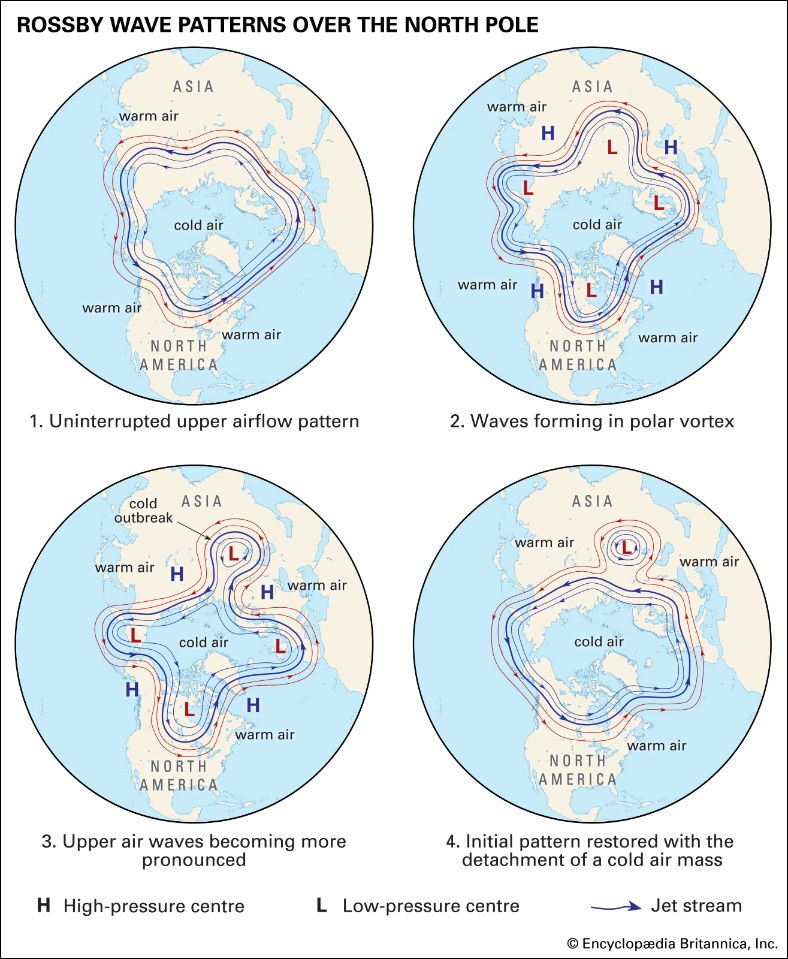 ROSSBY WAVE PATTERNS OVER THE NORTH POLE
ASIA
warm air
cold air
warm air
warm air
NORTH
AMERICA
1. Uninterrupted upper airflow pattern
ASIA
warm air
H
L
H
L
L
cold air
warm air
H
L
H
warm air
NORTH
AMERICA
2. Waves forming in polar vortex
cold
outbreak
ASIA
L
warm air
H
H
warm air
L
cold air
L
H
L
H
warm air
NORTH
AMERICA
3. Upper air waves becoming more
pronounced
ASIA
warm air
L
warm air
cold air
warm air
NORTH
AMERICA
4. Initial pattern restored with the
detachment of a cold air mass
H High-pressure centre
L Low-pressure centre
Jet stream
© Encyclopædia Britannica, Inc.